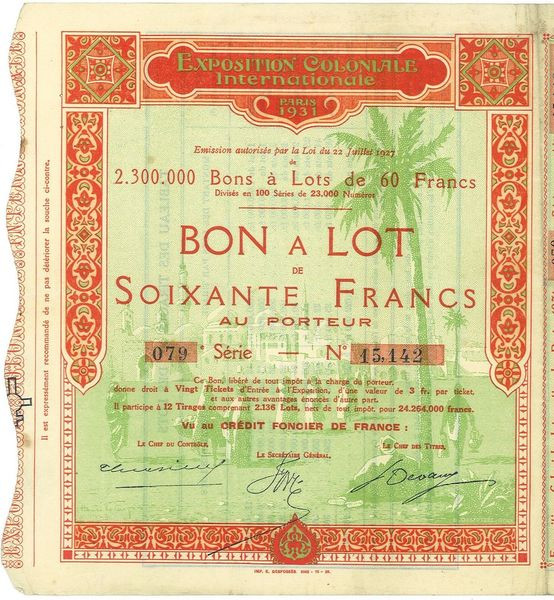 EXPOSITION COLONIALE
Internationale
PARIS
1931
Emission autorisée par la Loi du 22 Juillet 1927
de
2.300.000 Bons à Lots de 60 Francs
Divisés en 100 Séries de 23.000 Numéros
BON A LOT
DE
SOIXANTE FRANCS
AU PORTEUR
079 e Série — No 15,142
Ce Bon, libéré de tout impôt à la charge du porteur,
donne droit à Vingt Tickets d'Entrée à l'Exposition, d'une valeur de 3 fr. par ticket,
et aux autres avantages énoncés d'autre part.
Il participe à 12 Tirages comprenant 2.136 Lots, nets de tout impôt, pour 24.264.000 francs.
Vu au CRÉDIT FONCIER DE FRANCE :
LE CHEF DU CONTRÔLE,
LE SECRÉTAIRE GÉNÉRAL,
LE CHEF DES TITRES,
Il est expressément recommandé de ne pas détériorer la souche ci-contre.
IMP. E. DESFOSSÉS